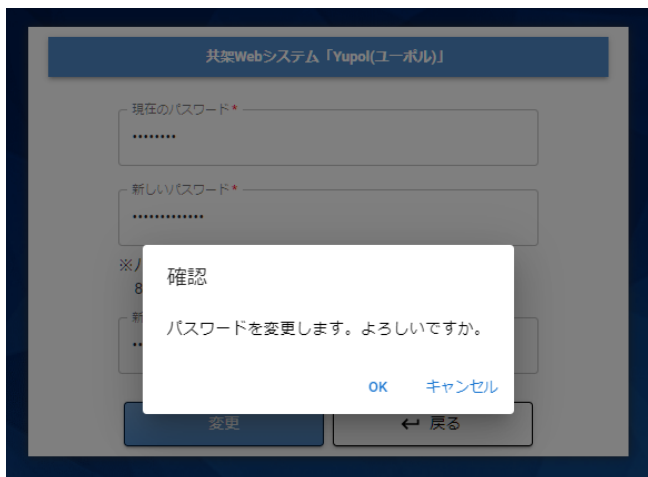 共架Webシステム「Yupol(ユーポル)」
現在のパスワード*
••••••••
新しいパスワード*
•••••••••••••
※
8
確認
パスワードを変更します。よろしいですか。
新
••
OK キャンセル
変更 ↵ 戻る